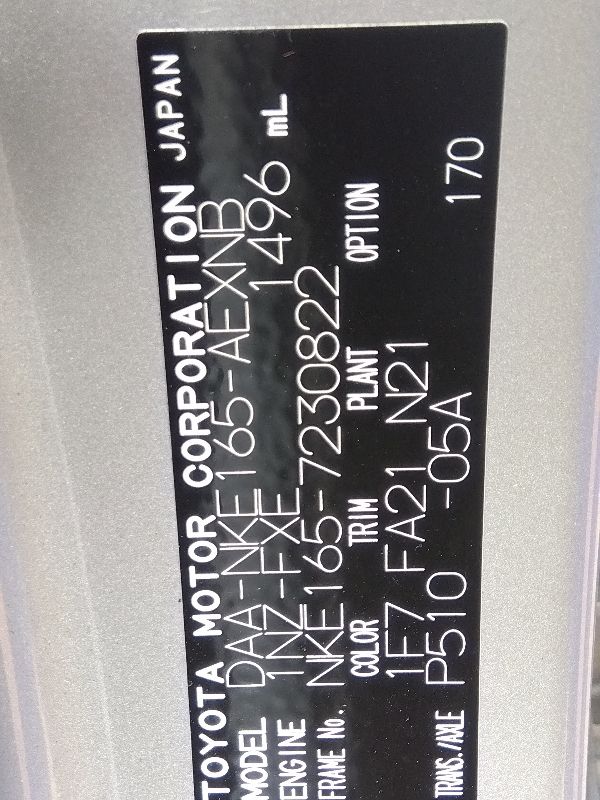 TOYOTA MOTOR CORPORATION JAPAN
MODEL DAA-NKE165-AEXNB
ENGINE 1NZ-FXE 1496 mL
FRAME No. NKE165-7230822
COLOR TRIM PLANT OPTION
1F7 FA21 N21
TRANS./AXLE P510 -05A 170